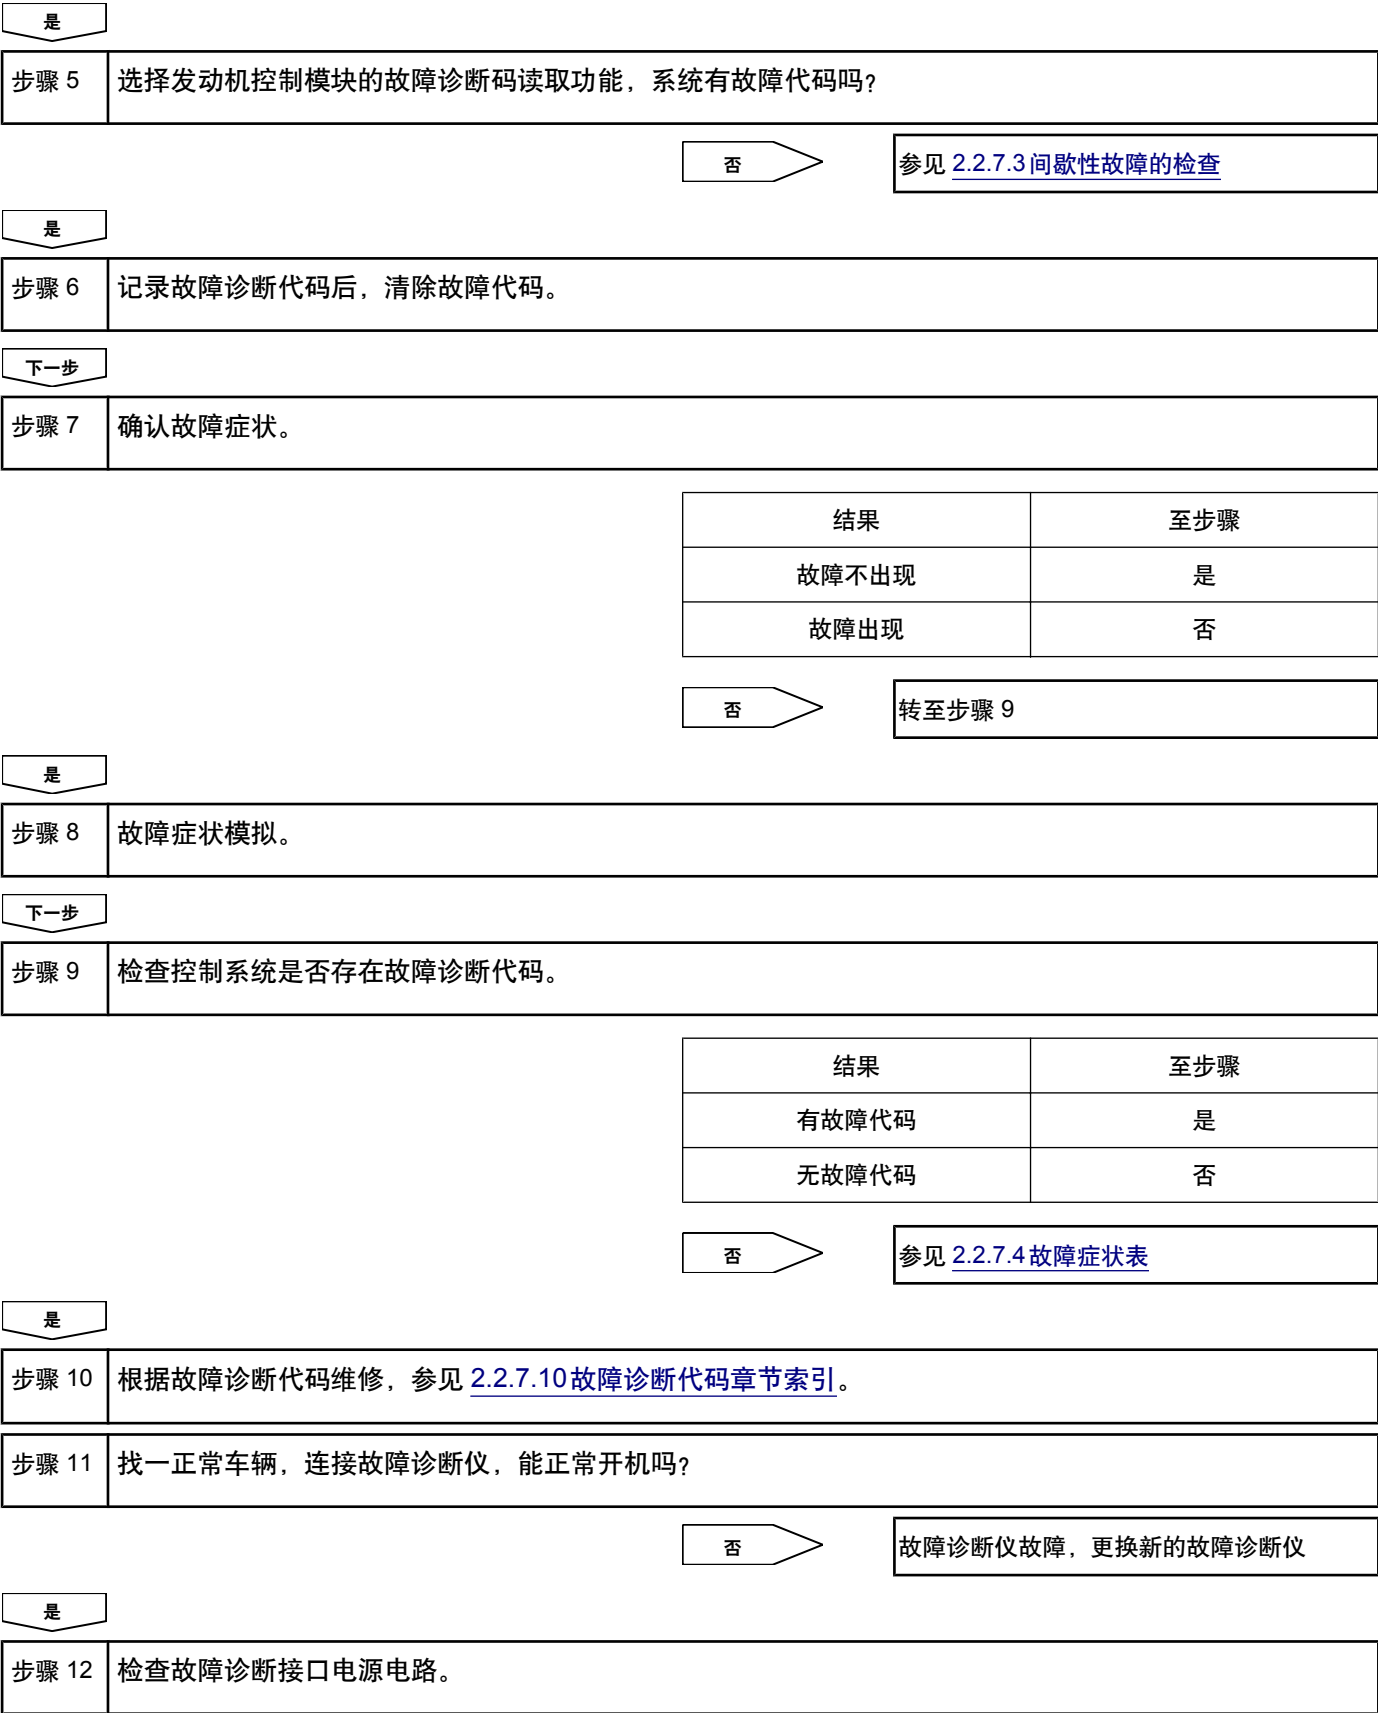 是
步骤 5 选择发动机控制模块的故障诊断码读取功能，系统有故障代码吗?
否 参见 2.2.7.3间歇性故障的检查
是
步骤 6 记录故障诊断代码后，清除故障代码。
下一步
步骤 7 确认故障症状。
结果 至步骤
故障不出现 是
故障出现 否
否 转至步骤 9
是
步骤 8 故障症状模拟。
下一步
步骤 9 检查控制系统是否存在故障诊断代码。
结果 至步骤
有故障代码 是
无故障代码 否
否 参见 2.2.7.4故障症状表
是
步骤 10 根据故障诊断代码维修，参见 2.2.7.10故障诊断代码章节索引。
步骤 11 找一正常车辆，连接故障诊断仪，能正常开机吗?
否 故障诊断仪故障，更换新的故障诊断仪
是
步骤 12 检查故障诊断接口电源电路。